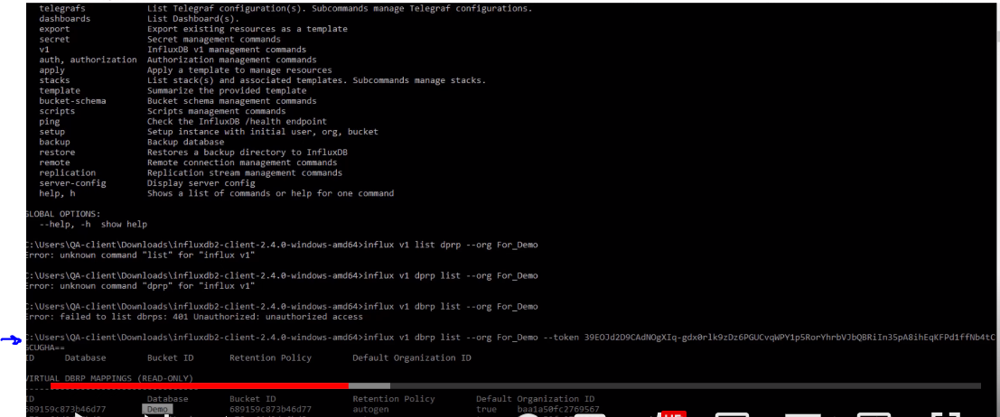 telegrafs List Telegraf configuration(s). Subcommands manage Telegraf configurations.
dashboards List Dashboard(s).
export Export existing resources as a template
secret Secret management commands
v1 InfluxDB v1 management commands
auth, authorization Authorization management commands
apply Apply a template to manage resources
stacks List stack(s) and associated templates. Subcommands manage stacks.
template Summarize the provided template
bucket-schema Bucket schema management commands
scripts Scripts management commands
ping Check the InfluxDB /health endpoint
setup Setup instance with initial user, org, bucket
backup Backup database
restore Restores a backup directory to InfluxDB
remote Remote connection management commands
replication Replication stream management commands
server-config Display server config
help, h Shows a list of commands or help for one command
GLOBAL OPTIONS:
--help, -h show help
C:\Users\QA-client\Downloads\influxdb2-client-2.4.0-windows-amd64>influx v1 list dprp --org For_Demo
Error: unknown command "list" for "influx v1"
C:\Users\QA-client\Downloads\influxdb2-client-2.4.0-windows-amd64>influx v1 dprp list --org For_Demo
Error: unknown command "dprp" for "influx v1"
C:\Users\QA-client\Downloads\influxdb2-client-2.4.0-windows-amd64>influx v1 dbrp list --org For_Demo
Error: failed to list dbrps: 401 Unauthorized: unauthorized access
C:\Users\QA-client\Downloads\influxdb2-client-2.4.0-windows-amd64>influx v1 dbrp list --org For_Demo --token 39EOJd2D9CAdNOgXIq-gdx0rlk9zDz6PGUCvqWPY1p5RorYhrbVJbQBRiIn35pA8ihEqKFPd1ffNb4tC
GCUGHA==
ID Database Bucket ID Retention Policy Default Organization ID
VIRTUAL DBRP MAPPINGS (READ-ONLY)
----------------------------------
ID Database Bucket ID Retention Policy Default Organization ID
689159c873b46d77 Demo 689159c873b46d77 autogen true baa1a50fc2769567